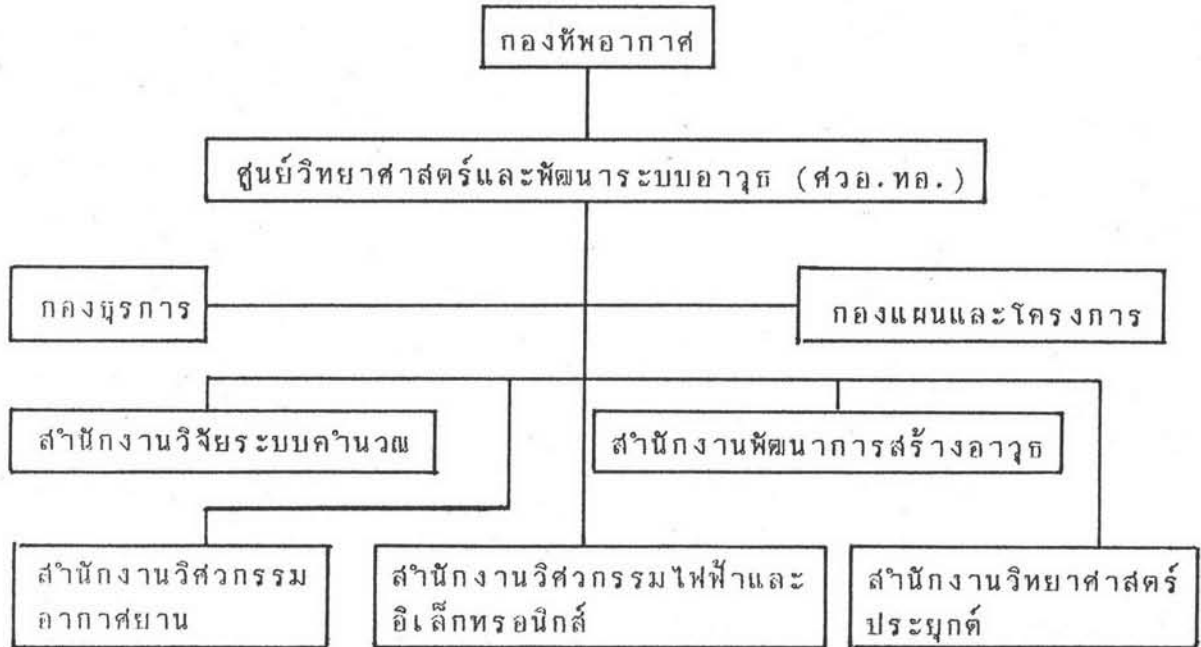 กองทัพอากาศ
ศูนย์วิทยาศาสตร์และพัฒนาระบบอาวุธ (ศวอ.ทอ.)
กองธุรการ
กองแผนและโครงการ
สำนักงานวิจัยระบบคำนวณ
สำนักงานพัฒนาการสร้างอาวุธ
สำนักงานวิศวกรรม
อากาศยาน
สำนักงานวิศวกรรมไฟฟ้าและ
อิเล็กทรอนิกส์
สำนักงานวิทยาศาสตร์
ประยุกต์